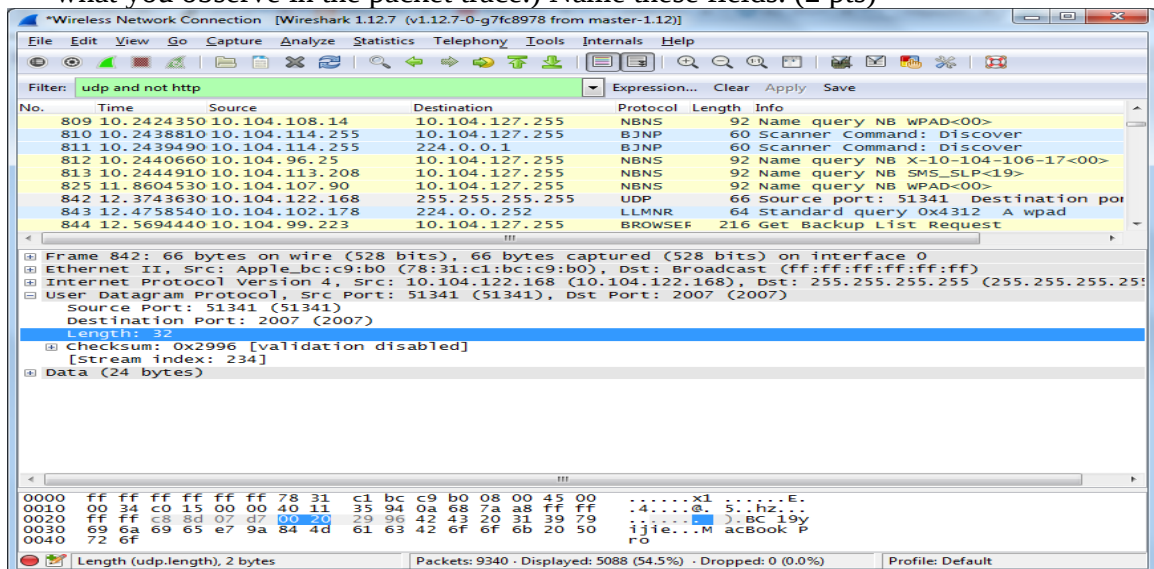 what you observe in the packet trace.) Name these fields. (2 pts)
*Wireless Network Connection [Wireshark 1.12.7 (v1.12.7-0-g7fc8978 from master-1.12)]
File Edit View Go Capture Analyze Statistics Telephony Tools Internals Help
Filter: udp and not http Expression... Clear Apply Save
No. Time Source Destination Protocol Length Info
809 10.2424350 10.104.108.14 10.104.127.255 NBNS 92 Name query NB WPAD<00>
810 10.2438810 10.104.114.255 10.104.127.255 BJNP 60 Scanner Command: Discover
811 10.2439490 10.104.114.255 224.0.0.1 BJNP 60 Scanner Command: Discover
812 10.2440660 10.104.96.25 10.104.127.255 NBNS 92 Name query NB X-10-104-106-17<00>
813 10.2444910 10.104.113.208 10.104.127.255 NBNS 92 Name query NB SMS_SLP<19>
825 11.8604530 10.104.107.90 10.104.127.255 NBNS 92 Name query NB WPAD<00>
842 12.3743630 10.104.122.168 255.255.255.255 UDP 66 Source port: 51341 Destination por
843 12.4758540 10.104.102.178 224.0.0.252 LLMNR 64 Standard query 0x4312 A wpad
844 12.5694440 10.104.99.223 10.104.127.255 BROWSEF 216 Get Backup List Request
Frame 842: 66 bytes on wire (528 bits), 66 bytes captured (528 bits) on interface 0
Ethernet II, Src: Apple_bc:c9:b0 (78:31:c1:bc:c9:b0), Dst: Broadcast (ff:ff:ff:ff:ff:ff)
Internet Protocol Version 4, Src: 10.104.122.168 (10.104.122.168), Dst: 255.255.255.255 (255.255.255.25
User Datagram Protocol, Src Port: 51341 (51341), Dst Port: 2007 (2007)
Source Port: 51341 (51341)
Destination Port: 2007 (2007)
Length: 32
Checksum: 0x2996 [validation disabled]
[Stream index: 234]
Data (24 bytes)
0000 ff ff ff ff ff ff 78 31 c1 bc c9 b0 08 00 45 00 ......x1 ......E.
0010 00 34 c0 15 00 00 40 11 35 94 0a 68 7a a8 ff ff .4....@. 5..hz...
0020 ff ff c8 8d 07 d7 00 20 29 96 42 43 20 31 39 79 ....... ).BC 19y
0030 69 6a 69 65 e7 9a 84 4d 61 63 42 6f 6f 6b 20 50 ijie...M acBook P
0040 72 6f ro
Length (udp.length), 2 bytes Packets: 9340 · Displayed: 5088 (54.5%) · Dropped: 0 (0.0%) Profile: Default